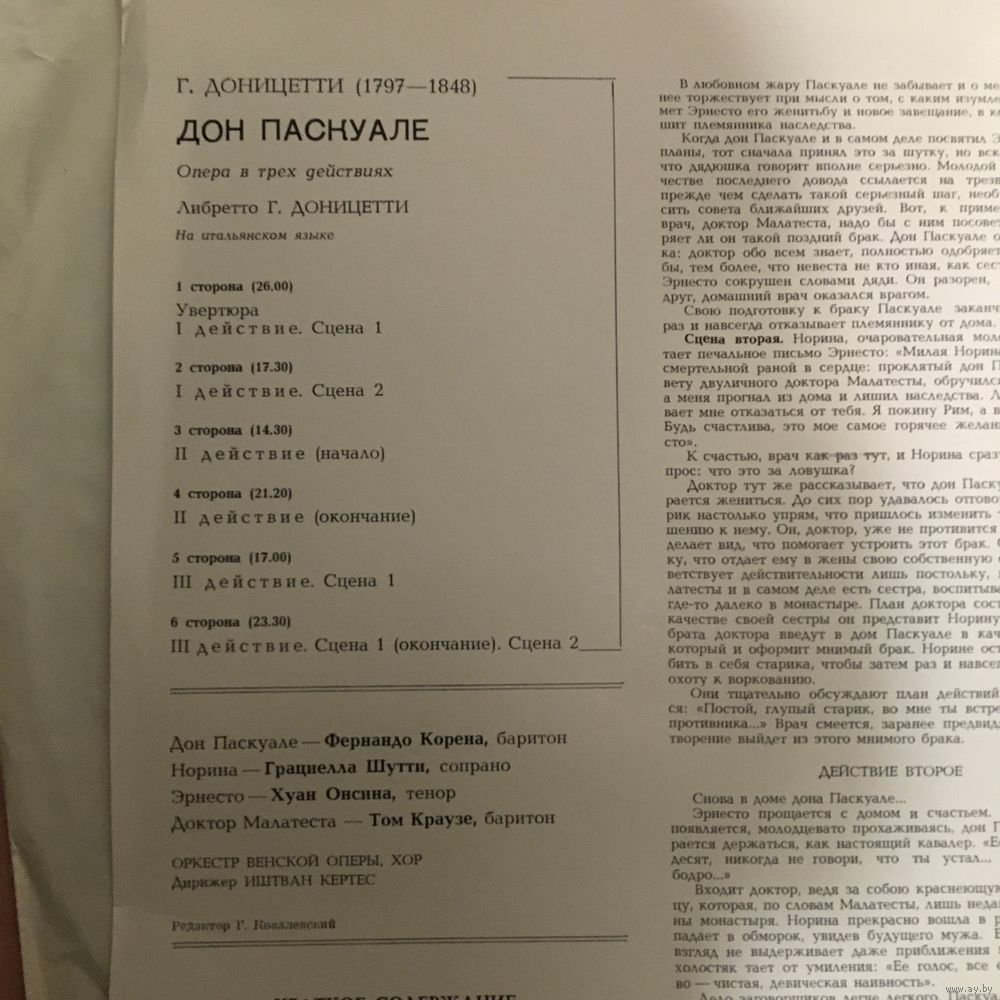 Г. ДОНИЦЕТТИ (1797—1848)
ДОН ПАСКУАЛЕ
Опера в трех действиях
Либретто Г. ДОНИЦЕТТИ
На итальянском языке
1 сторона (26.00)
Увертюра
I действие. Сцена 1
2 сторона (17.30)
I действие. Сцена 2
3 сторона (14.30)
II действие (начало)
4 сторона (21.20)
II действие (окончание)
5 сторона (17.00)
III действие. Сцена 1
6 сторона (23.30)
III действие. Сцена 1 (окончание). Сцена 2
Дон Паскуале — Фернандо Корена, баритон
Норина — Грациелла Шутти, сопрано
Эрнесто — Хуан Онсина, тенор
Доктор Малатеста — Том Краузе, баритон
ОРКЕСТР ВЕНСКОЙ ОПЕРЫ, ХОР
Дирижер ИШТВАН КЕРТЕС
Редактор Г. Ковалевский
КРАТКОЕ СОДЕРЖАНИЕ
В любовном жару Паскуале не забывает и о ме
нее торжествует при мысли о том, с каким изумле
мет Эрнесто его женитьбу и новое завещание, в ко
шит племянника наследства.
Когда дон Паскуале и в самом деле посвятил Э
планы, тот сначала принял это за шутку, но вск
что дядюшка говорит вполне серьезно. Молодой
честве последнего довода ссылается на трезв
прежде чем сделать такой серьезный шаг, необ
сить совета ближайших друзей. Вот, к приме
врач, доктор Малатеста, надо бы с ним посовет
ряет ли он такой поздний брак. Дон Паскуале о
ка: доктор обо всем знает, полностью одобряет
бы, тем более, что невеста не кто иная, как сест
Эрнесто сокрушен словами дяди. Он разорен,
друг, домашний врач оказался врагом.
Свою подготовку к браку Паскуале заканч
раз и навсегда отказывает племяннику от дома.
Сцена вторая. Норина, очаровательная мол
тает печальное письмо Эрнесто: «Милая Норина
смертельной раной в сердце: проклятый дон П
вету двуличного доктора Малатесты, обручился
а меня прогнал из дома и лишил наследства. Л
вает мне отказаться от тебя. Я покину Рим, а в
Будь счастлива, это мое самое горячее желани
сто».
К счастью, врач как раз тут, и Норина сраз
прос: что это за ловушка?
Доктор тут же рассказывает, что дон Паску
рается жениться. До сих пор удавалось отгово
рик настолько упрям, что пришлось изменить т
шению к нему. Он, доктор, уже не противится
делает вид, что помогает устроить этот брак. С
ку, что отдает ему в жены свою собственную
ветствует действительности лишь постольку,
латесты и в самом деле есть сестра, воспитыва
где-то далеко в монастыре. План доктора сост
качестве своей сестры он представит Норину
брата доктора введут в дом Паскуале в кач
который и оформит мнимый брак. Норине ост
бить в себя старика, чтобы затем раз и навсег
охоту к воркованию.
Они тщательно обсуждают план действий
ся: «Постой, глупый старик, во мне ты встре
противника...» Врач смеется, заранее предвид
творение выйдет из этого мнимого брака.
ДЕЙСТВИЕ ВТОРОЕ
Снова в доме дона Паскуале...
Эрнесто прощается с домом и счастьем.
появляется, молодцевато прохаживаясь, дон П
рается держаться, как настоящий кавалер. «Ес
десят, никогда не говори, что ты устал...
бодро...»
Входит доктор, ведя за собою краснеющую
цу, которая, по словам Малатесты, лишь недав
ны монастыря. Норина прекрасно вошла в р
падает в обморок, увидев будущего мужа. Е
взгляд не выдерживает даже приближения
холостяк тает от умиления: «Ее голос, все е
во — чистая, девическая наивность».
Дело заговорщиков легче легкого. Паску
www.ay.by